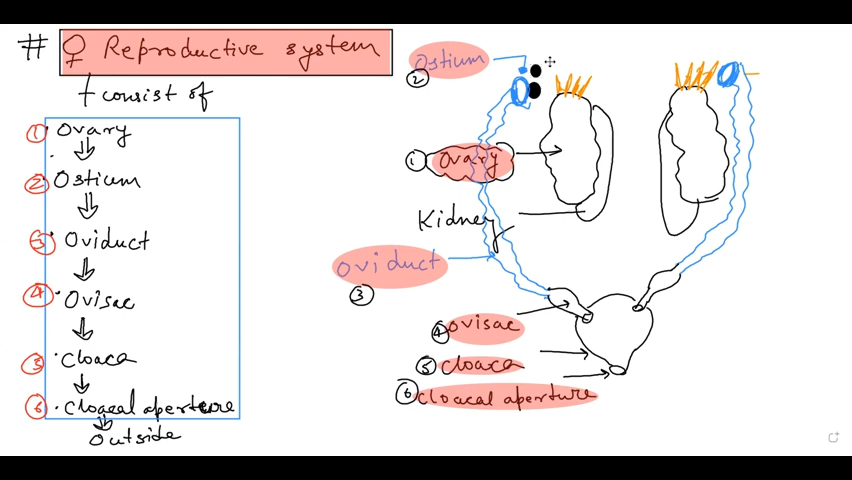 # ♀ Reproductive system
consist of
① Ovary
② Ostium
③ Oviduct
④ Ovisac
⑤ Cloaca
⑥ Cloacal aperture
Outside
Ostium
②
① Ovary
Kidney
Oviduct
③
④ Ovisac
⑤ Cloaca
⑥ Cloacal aperture